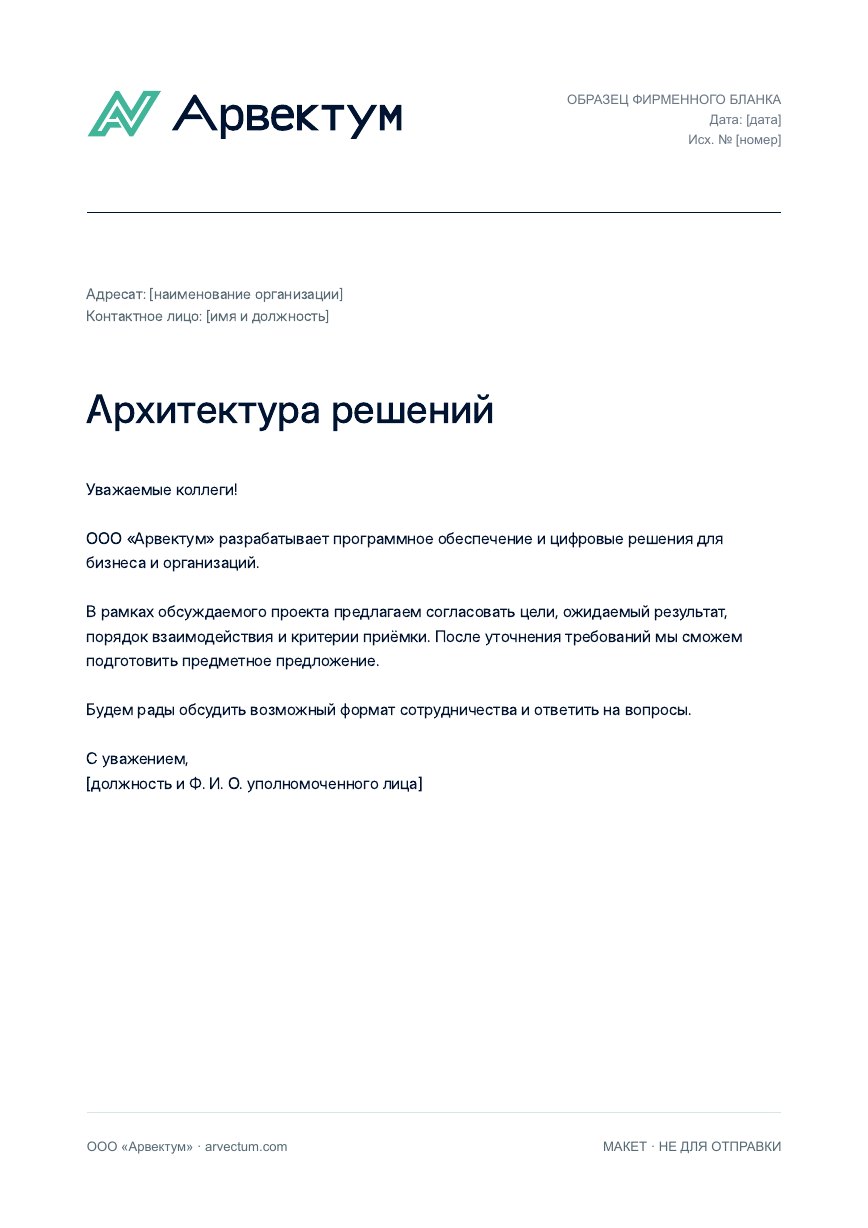 Арвектум
ОБРАЗЕЦ ФИРМЕННОГО БЛАНКА
Дата: [дата]
Исх. № [номер]
Адресат: [наименование организации]
Контактное лицо: [имя и должность]
Архитектура решений
Уважаемые коллеги!
ООО «Арвектум» разрабатывает программное обеспечение и цифровые решения для
бизнеса и организаций.
В рамках обсуждаемого проекта предлагаем согласовать цели, ожидаемый результат,
порядок взаимодействия и критерии приёмки. После уточнения требований мы сможем
подготовить предметное предложение.
Будем рады обсудить возможный формат сотрудничества и ответить на вопросы.
С уважением,
[должность и Ф. И. О. уполномоченного лица]
ООО «Арвектум» · arvectum.com
МАКЕТ · НЕ ДЛЯ ОТПРАВКИ